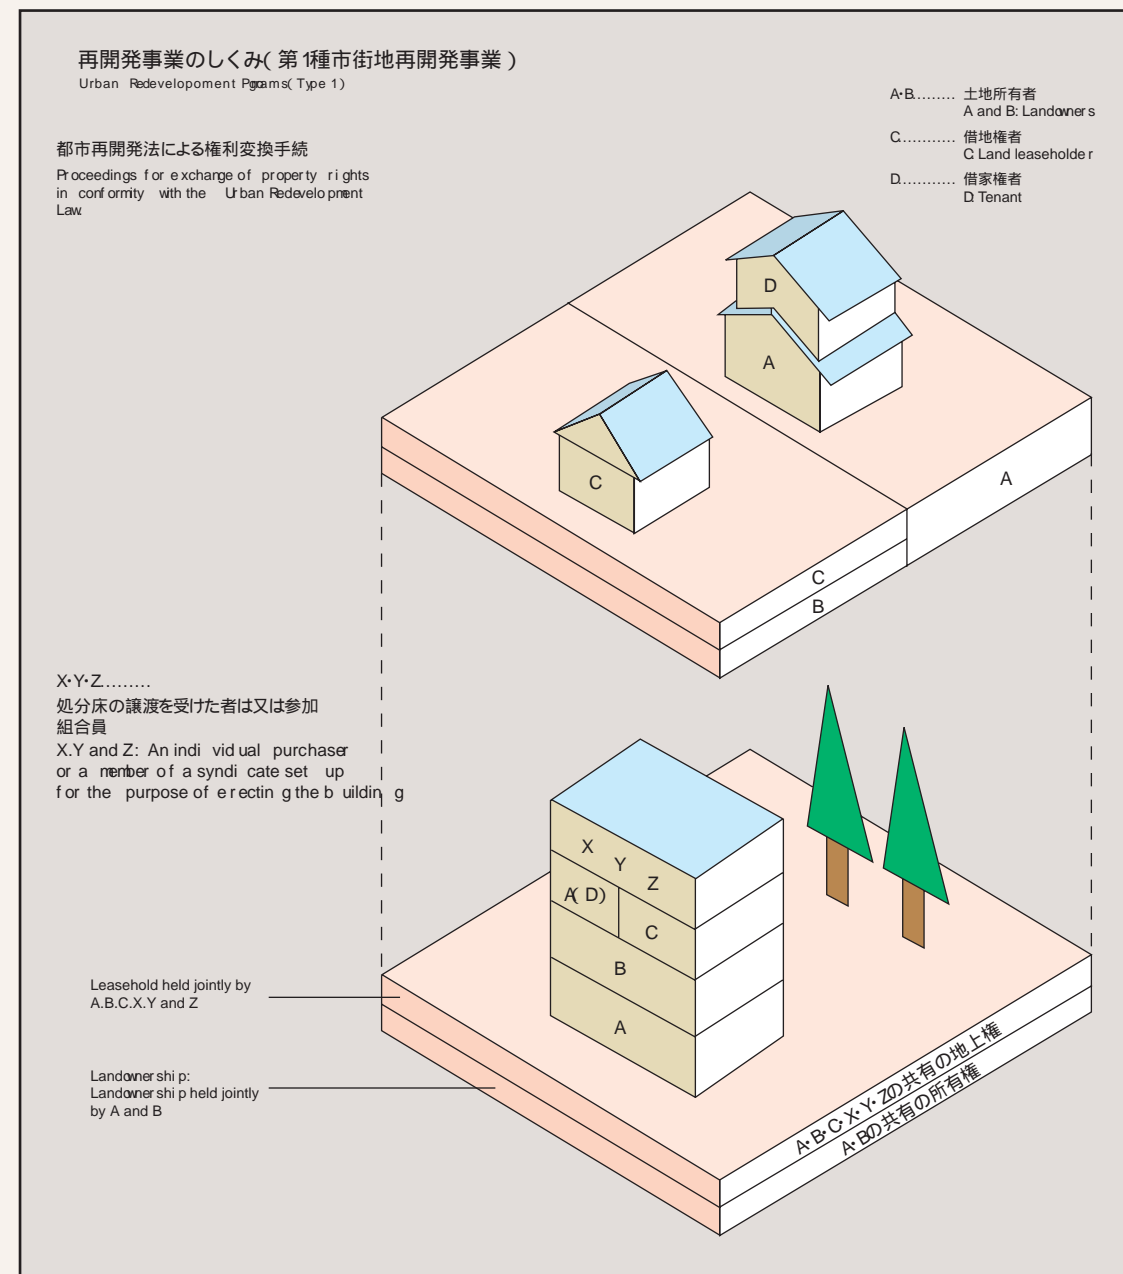 再開発事業のしくみ(第1種市街地再開発事業)
Urban Redevelopoment Pgroams(Type 1)
A・B........ 土地所有者
A and B: Landowners
C........... 借地権者
C: Land leaseholder
D........... 借家権者
D: Tenant
都市再開発法による権利変換手続
Proceedings for exchange of property rights
in conformity with the Urban Redevelopment
Law.
D
A
C
A
C
B
X・Y・Z........
処分床の譲渡を受けた者は又は参加
組合員
X.Y and Z: An individual purchaser
or a member of a syndicate set up
for the purpose of erecting the building
X Y Z
A(D)
C
B
A
Leasehold held jointly by
A.B.C.X.Y and Z
Landownership:
Landownership held jointly
by A and B
A・B・C・X・Y・Zの共有の地上権
A・Bの共有の所有権